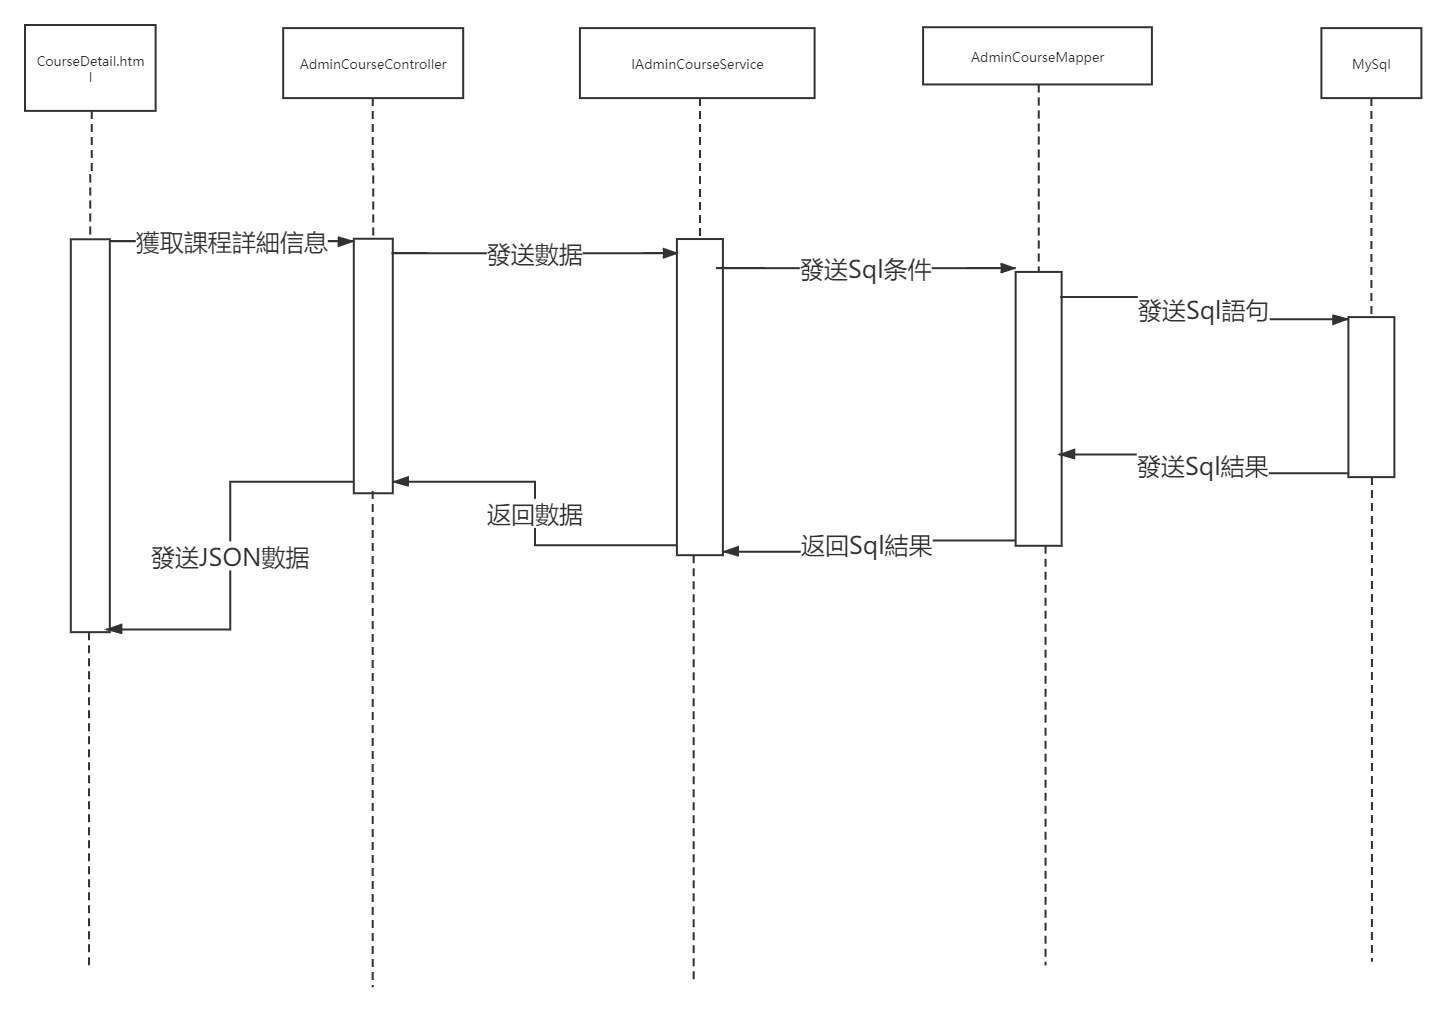 CourseDetail.htm
l
AdminCourseController
IAdminCourseService
AdminCourseMapper
MySql
獲取課程詳細信息
發送數据
發送Sql条件
發送Sql語句
發送Sql結果
返回數据
返回Sql結果
發送JSON數据